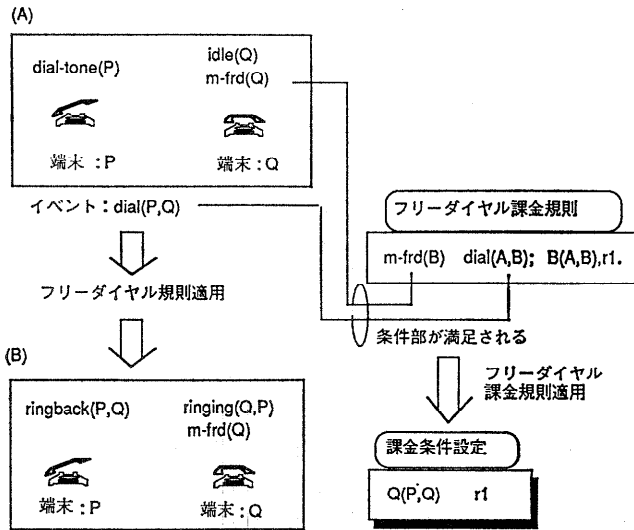 (A)
dial-tone(P)
idle(Q)
m-frd(Q)
端末:P
端末:Q
イベント:dial(P,Q)
フリーダイヤル規則適用
フリーダイヤル課金規則
m-frd(B) dial(A,B); B(A,B),r1.
条件部が満足される
フリーダイヤル
課金規則適用
(B)
ringback(P,Q)
ringing(Q,P)
m-frd(Q)
端末:P
端末:Q
課金条件設定
Q(P,Q) r1